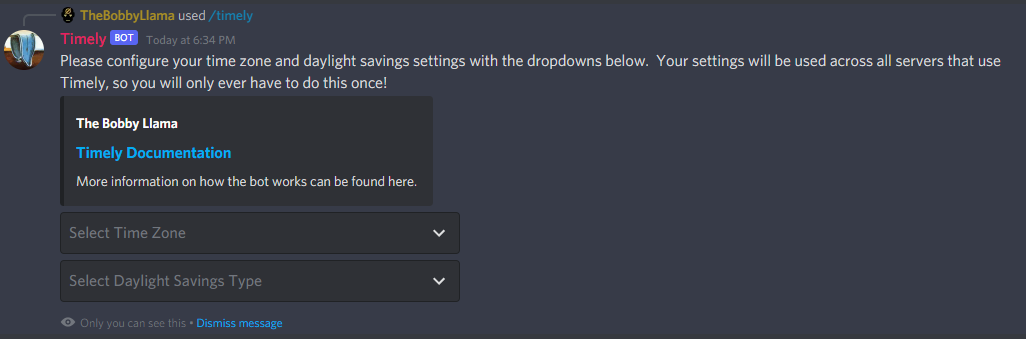 TheBobbyLlama used /timely
Timely BOT Today at 6:34 PM
Please configure your time zone and daylight savings settings with the dropdowns below. Your settings will be used across all servers that use
Timely, so you will only ever have to do this once!
The Bobby Llama
Timely Documentation
More information on how the bot works can be found here.
Select Time Zone
Select Daylight Savings Type
Only you can see this • Dismiss message